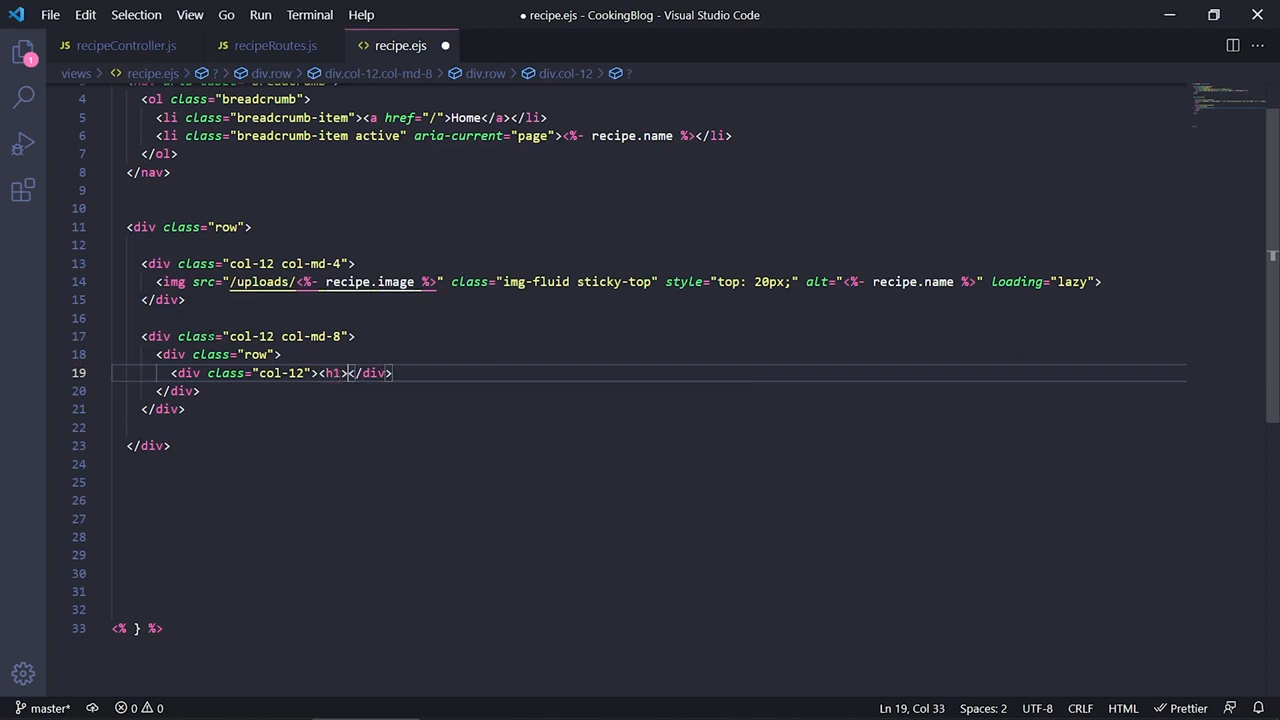 File Edit Selection View Go Run Terminal Help
● recipe.ejs - CookingBlog - Visual Studio Code
JS recipeController.js JS recipeRoutes.js <> recipe.ejs
views > <> recipe.ejs > ? > div.row > div.col-12.col-md-8 > div.row > div.col-12 > ?
1
4 <ol class="breadcrumb">
5 <li class="breadcrumb-item"><a href="/">Home</a></li>
6 <li class="breadcrumb-item active" aria-current="page"><%- recipe.name %></li>
7 </ol>
8 </nav>
9
10
11 <div class="row">
12
13 <div class="col-12 col-md-4">
14 <img src="/uploads/<%- recipe.image %>" class="img-fluid sticky-top" style="top: 20px;" alt="<%- recipe.name %>" loading="lazy">
15 </div>
16
17 <div class="col-12 col-md-8">
18 <div class="row">
19 <div class="col-12"><h1></div>
20 </div>
21 </div>
22
23 </div>
24
25
26
27
28
29
30
31
32
33 <% } %>
master* 0 0 Ln 19, Col 33 Spaces: 2 UTF-8 CRLF HTML Prettier